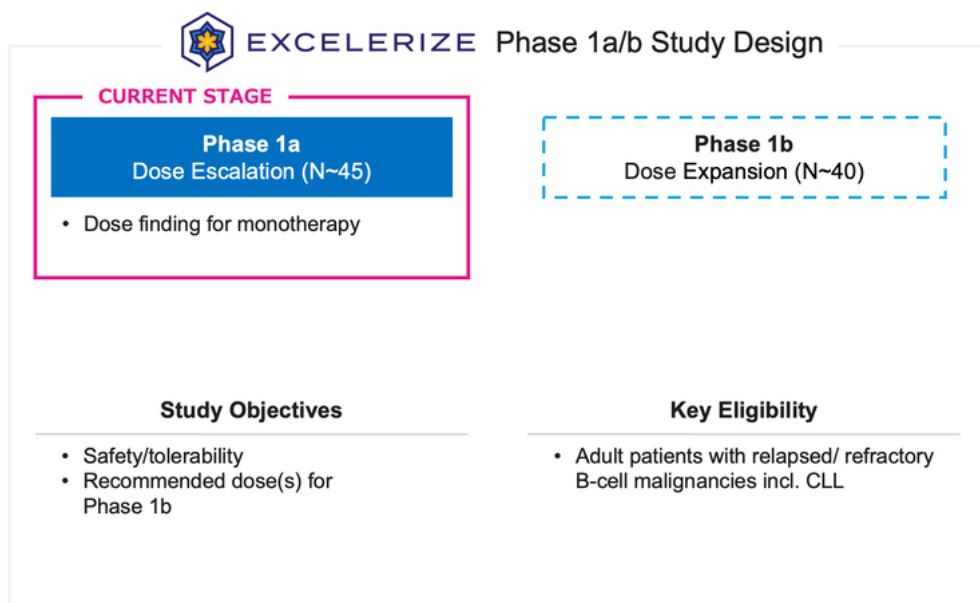 EXCELERIZE Phase 1a/b Study Design
CURRENT STAGE
Phase 1a
Dose Escalation (N~45)
• Dose finding for monotherapy
Phase 1b
Dose Expansion (N~40)
Study Objectives
• Safety/tolerability
• Recommended dose(s) for
Phase 1b
Key Eligibility
• Adult patients with relapsed/ refractory
B-cell malignancies incl. CLL